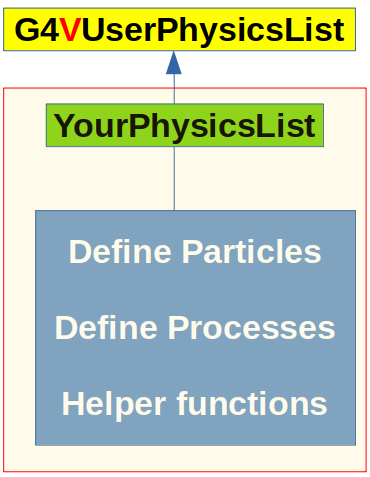 G4VUserPhysicsList
YourPhysicsList
Define Particles
Define Processes
Helper functions